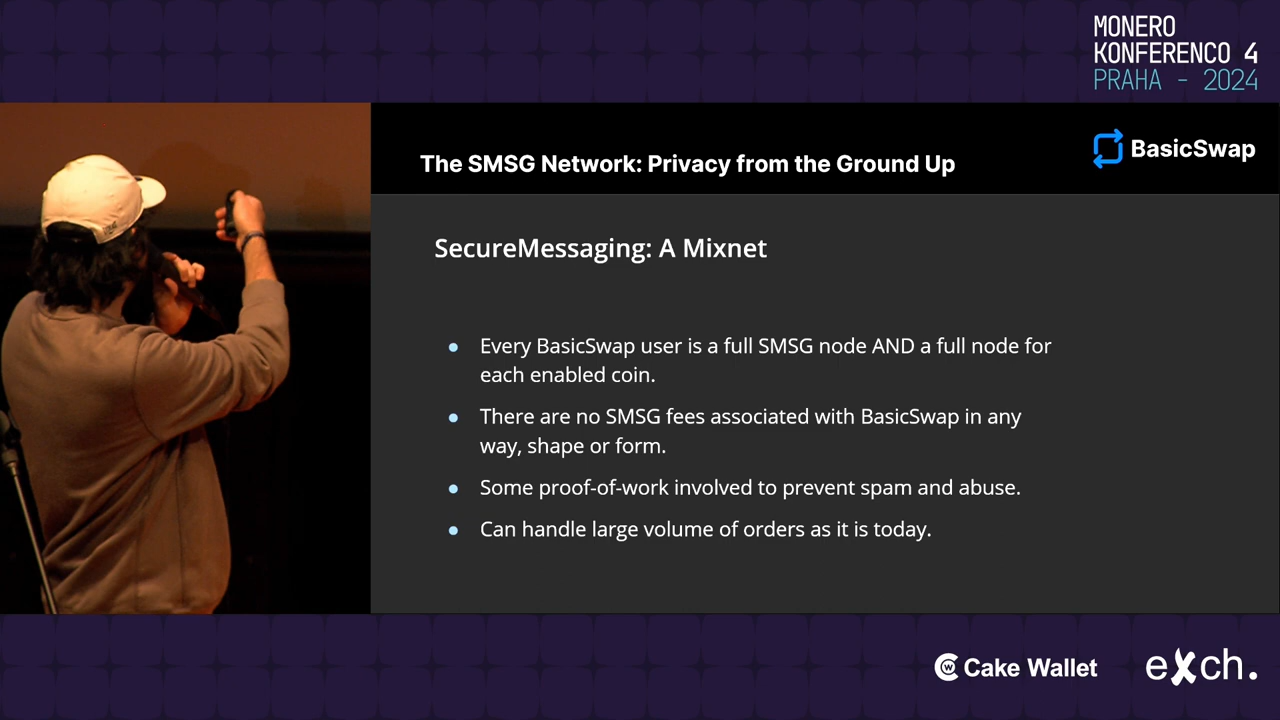 MONERO
KONFERENCO 4
PRAHA - 2024
The SMSG Network: Privacy from the Ground Up
BasicSwap
SecureMessaging: A Mixnet
• Every BasicSwap user is a full SMSG node AND a full node for
each enabled coin.
• There are no SMSG fees associated with BasicSwap in any
way, shape or form.
• Some proof-of-work involved to prevent spam and abuse.
• Can handle large volume of orders as it is today.
Cake Wallet
eXch.